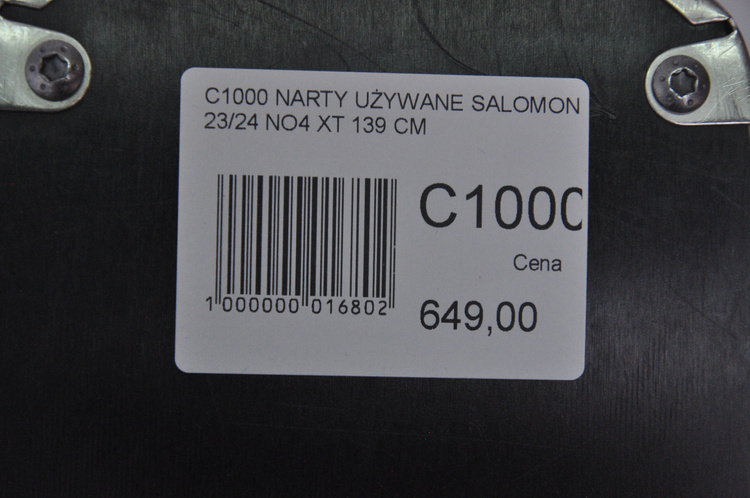 C1000 NARTY UŻYWANE SALOMON
23/24 NO4 XT 139 CM
C1000
Cena
1 000000 016802
649,00